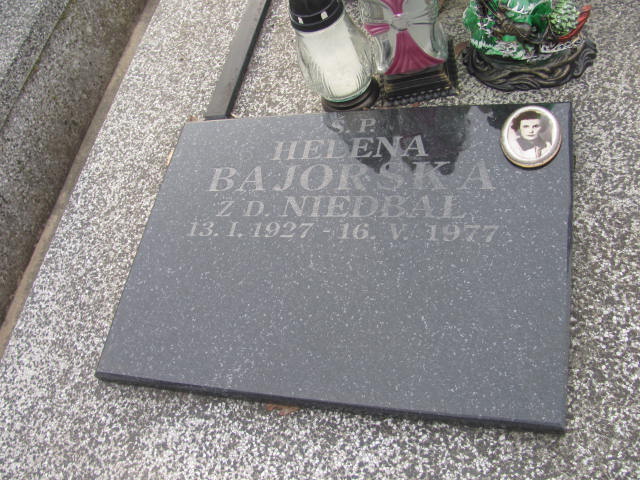 Ś. P.
HELENA
BAJORSKA
Z D. NIEDBAŁ
13. I. 1927 - 16. V. 1977